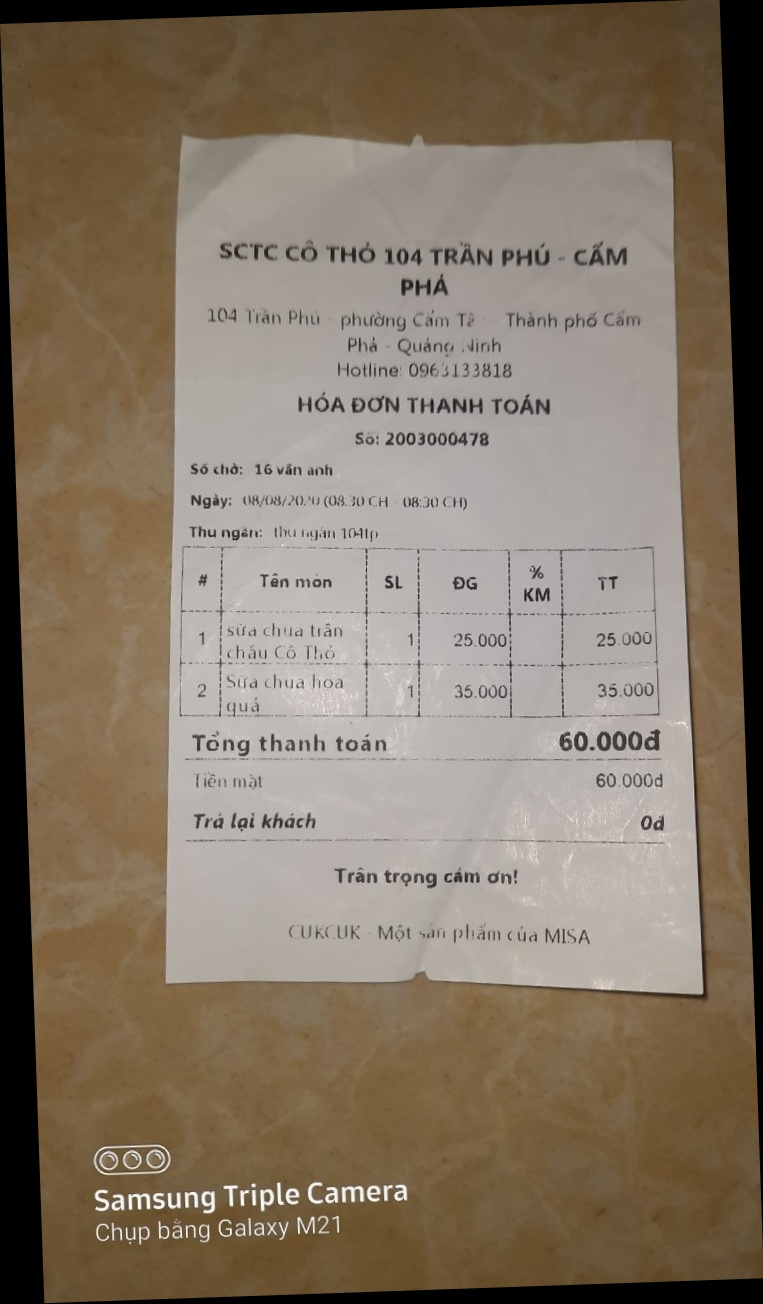 SCTC CÔ THỎ 104 TRẦN PHÚ - CẨM
PHẢ
104 Trần Phú - phường Cẩm - Thành phố Cẩm
Phả - Quảng Ninh
Hotline: 0963133818
HÓA ĐƠN THANH TOÁN
Số: 2003000478
Số chờ: 16 vân anh
Ngày: 08/08/2020 (08:30 CH - 08:30 CH)
Thu ngân: thu ngân 104tp
# Tên món SL ĐG % KM TT
1 sữa chua trân châu Cô Thỏ 1 25.000 25.000
2 Sữa chua hoa quả 1 35.000 35.000
Tổng thanh toán 60.000đ
Tiền mặt 60.000đ
Trả lại khách 0đ
Trân trọng cảm ơn!
CUKCUK - Một sản phẩm của MISA
Samsung Triple Camera
Chụp bằng Galaxy M21